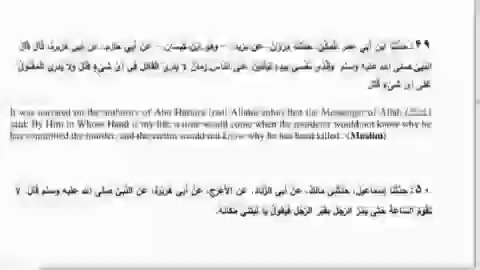 ٤٩. حدثنا ابن أبي عمر المكي، حدثنا مروان، عن يزيد، - وهو ابن كيسان - عن أبي حازم، عن أبي هريرة، قال قال
النبي صلى الله عليه وسلم " والذي نفسي بيده ليأتين على الناس زمان لا يدري القاتل في أي شيء قتل ولا يدري المقتول
على أي شيء قتل
It was narrated on the authority of Abu Huraira that the Messenger of Allah
said: By Him in Whose Hand is my life, a time would come when the murderer would not know why he
has committed the murder, and the victim would not know why he has been killed. (Muslim)
٥٠. حدثنا إسماعيل، حدثني مالك، عن أبي الزناد، عن الأعرج، عن أبي هريرة، عن النبي صلى الله عليه وسلم قال " لا
تقوم الساعة حتى يمر الرجل بقبر الرجل فيقول يا ليتني مكانه.